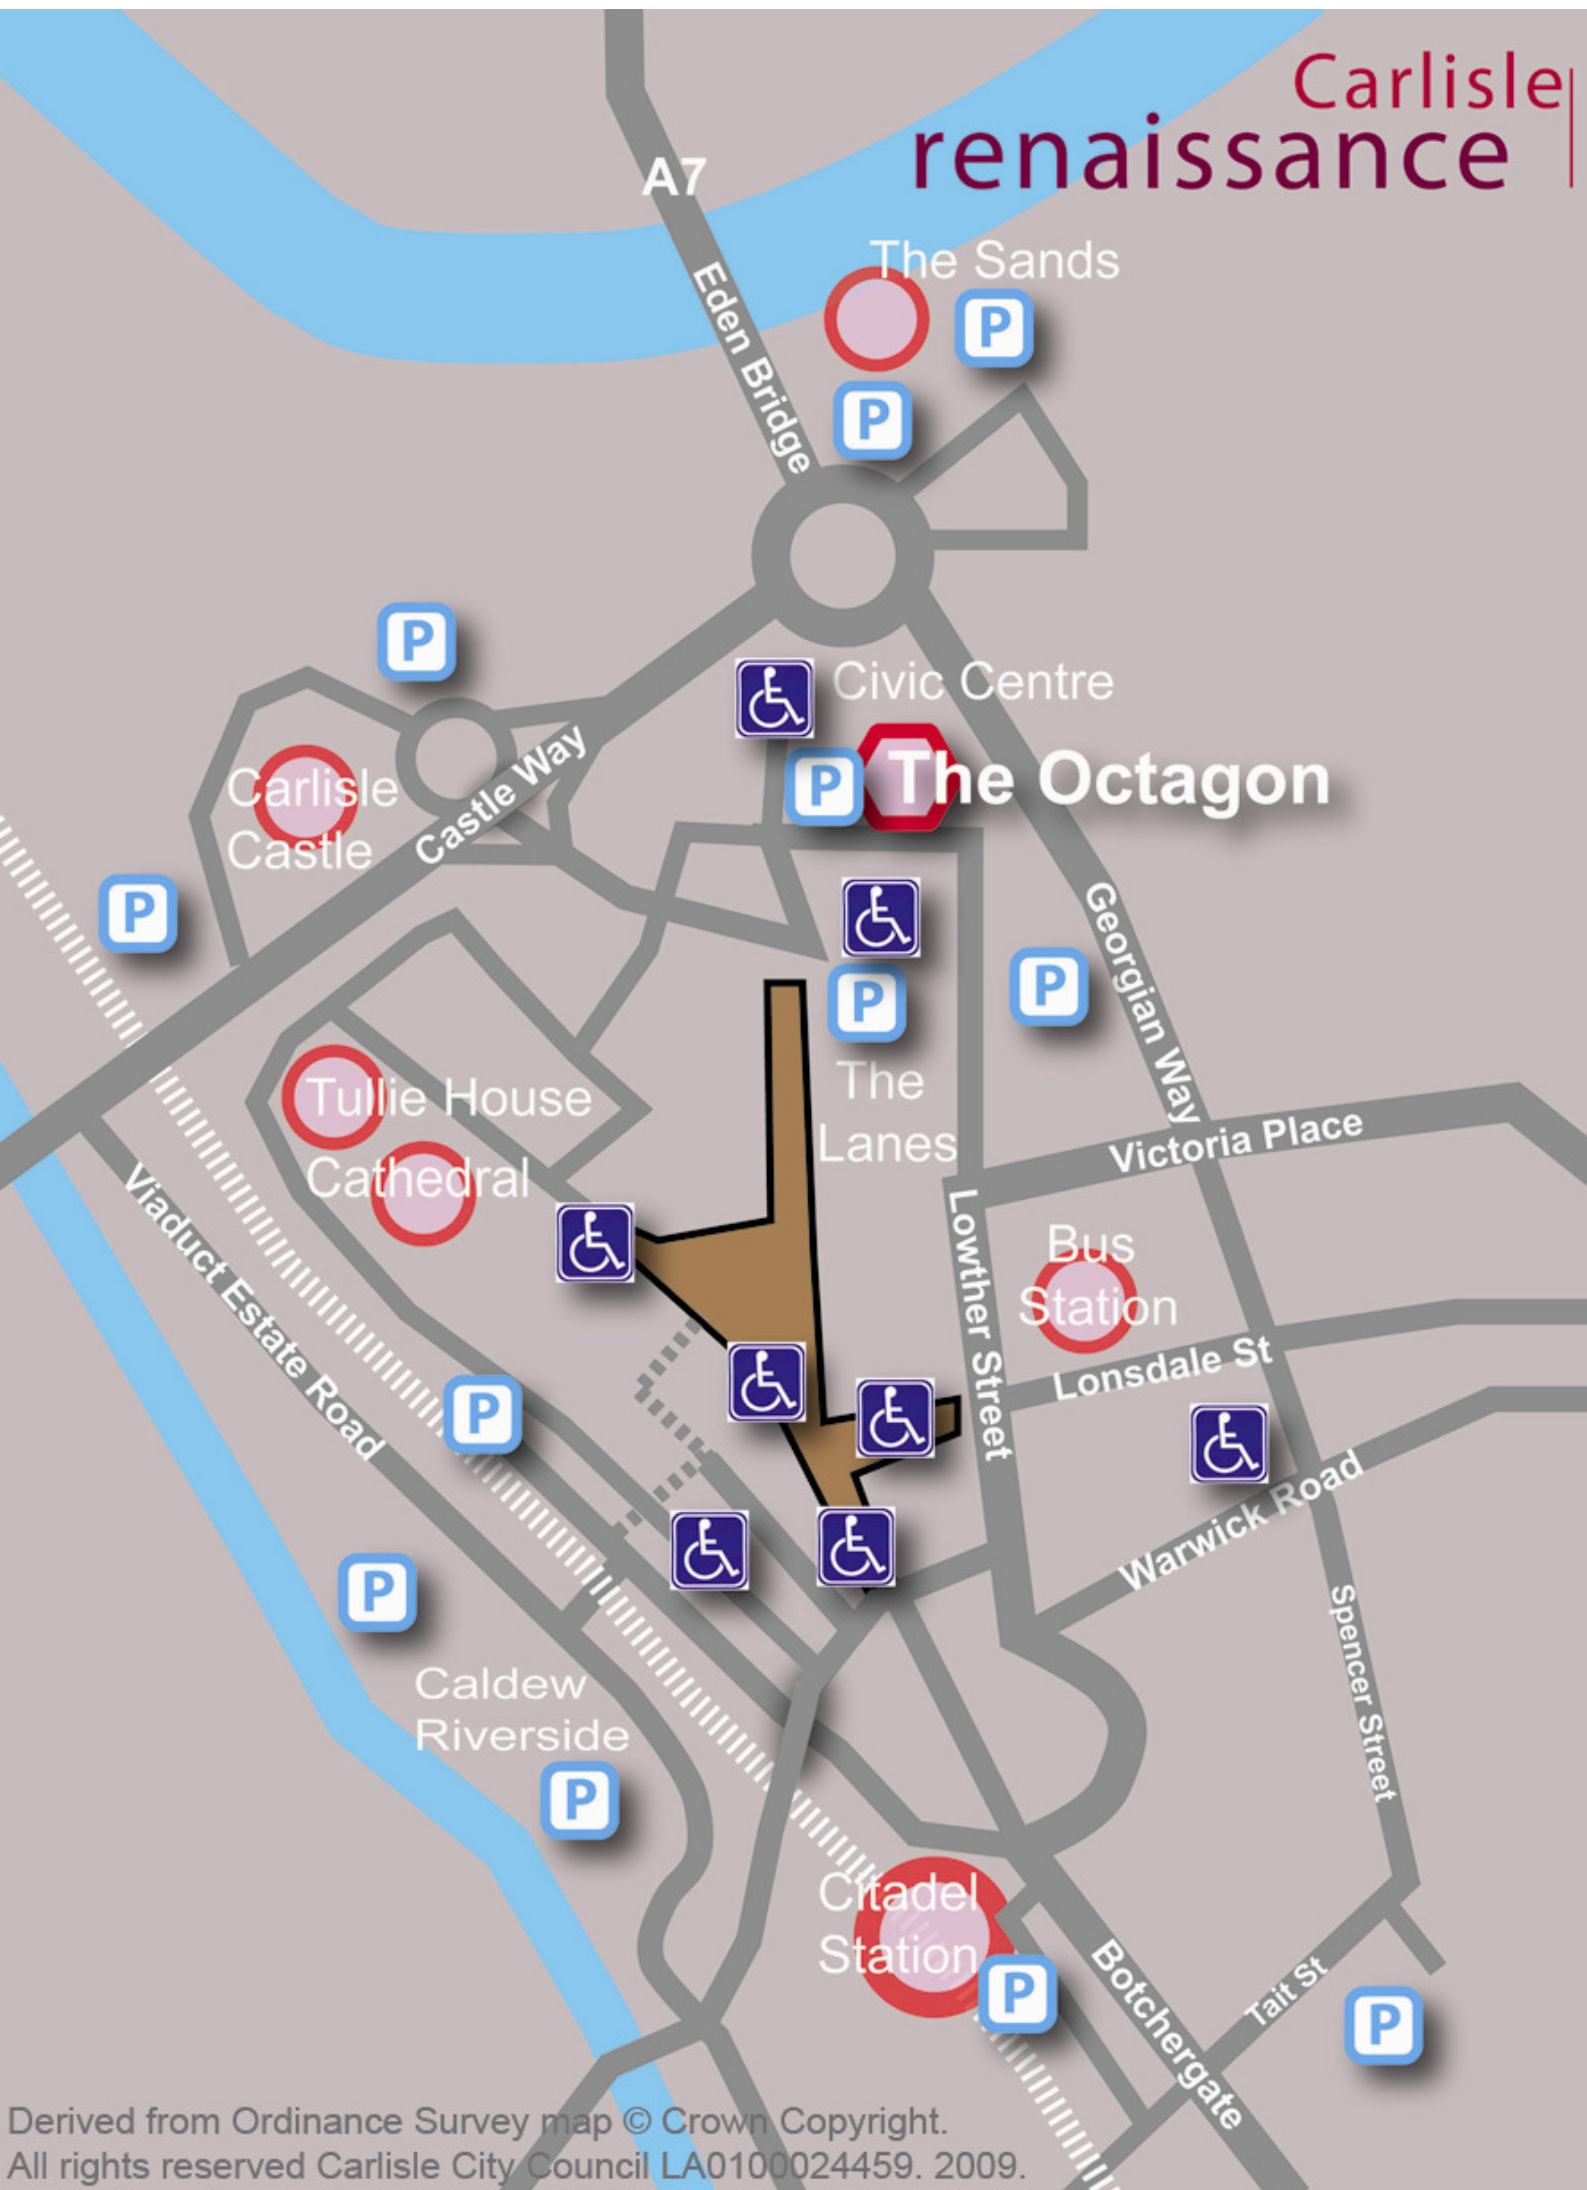 Carlisle
renaissance
A7
The Sands
P
Eden Bridge
P
P
Civic Centre
P
The Octagon
Carlisle
Castle
Castle Way
P
Georgian Way
P
P
The
Lanes
Tullie House
Cathedral
Victoria Place
Viaduct Estate Road
Lowther Street
Bus
Station
Lonsdale St
P
Warwick Road
P
Spencer Street
Caldew
Riverside
P
Citadel
Station
P
Botchergate
Tait St
P
Derived from Ordinance Survey map © Crown Copyright.
All rights reserved Carlisle City Council LA0100024459. 2009.